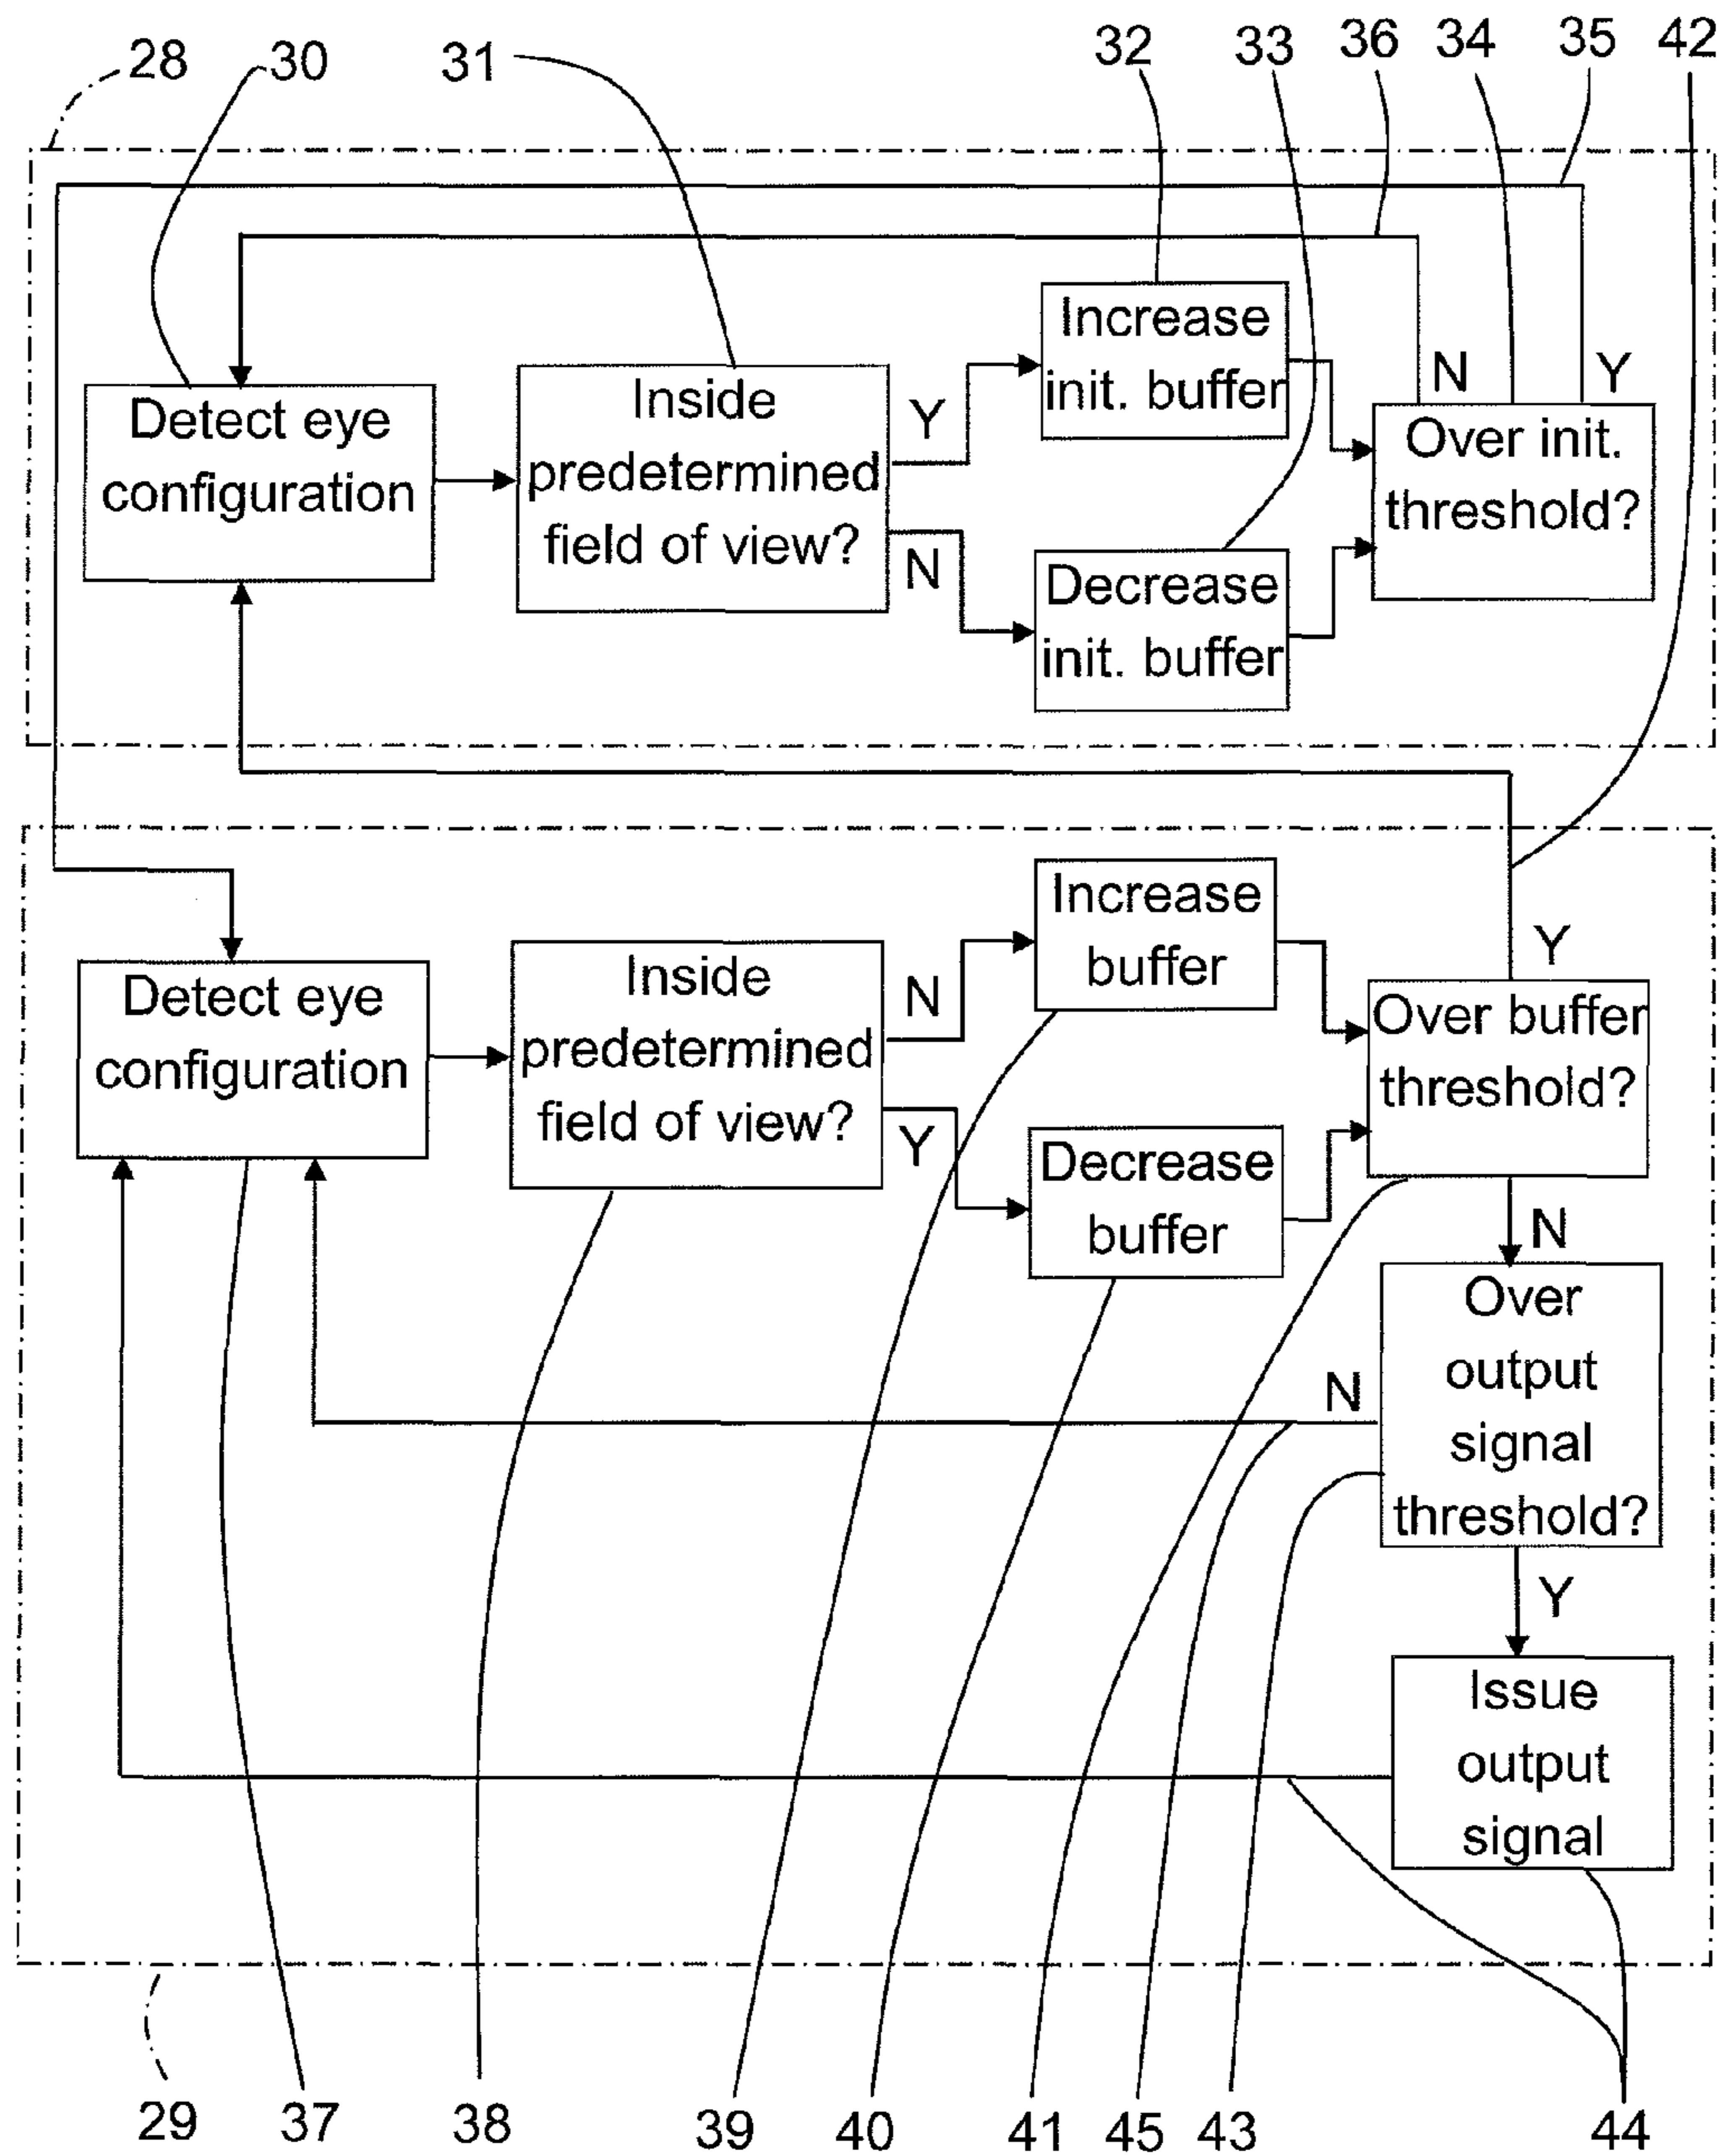 28
30
31
32
33
36
34
35
42
Increase
init. buffer
N
Y
Detect eye
configuration
Inside
predetermined
field of view?
Y
N
Over init.
threshold?
Decrease
init. buffer
Increase
buffer
Y
Detect eye
configuration
Inside
predetermined
field of view?
N
Y
Over buffer
threshold?
Decrease
buffer
N
Over
output
signal
threshold?
N
Y
Issue
output
signal
29
37
38
39
40
41
45
43
44